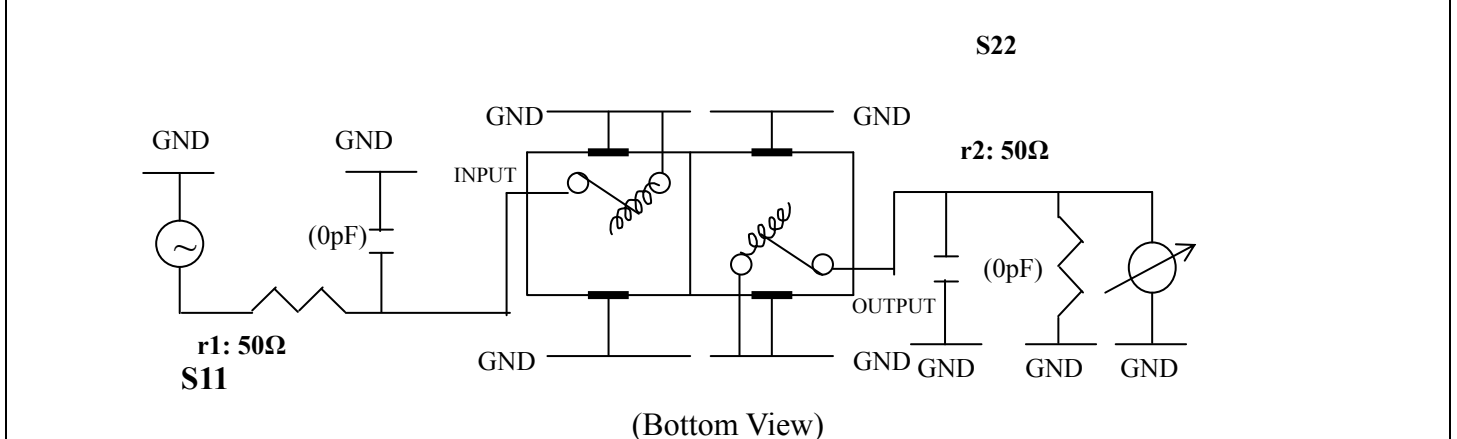 S22
GND
GND
GND
GND
r2: 50Ω
INPUT
(0pF)
(0pF)
OUTPUT
r1: 50Ω
S11
GND
GND
GND
GND
GND
(Bottom View)